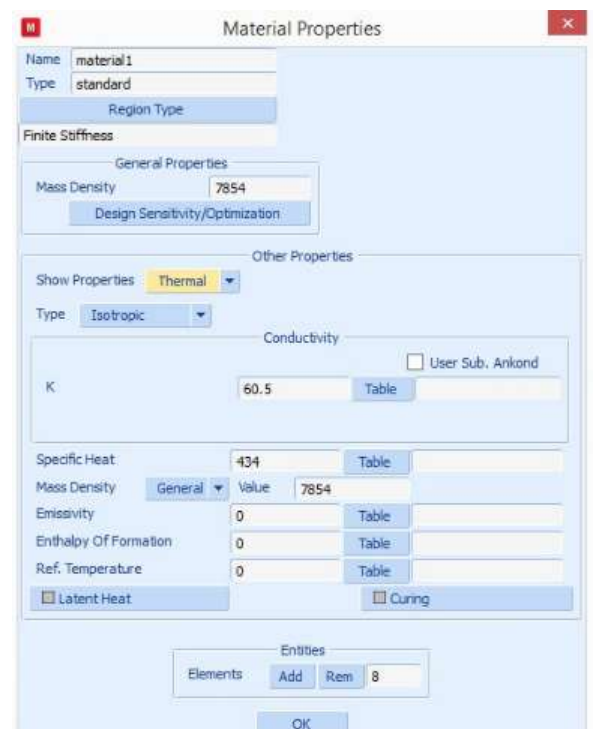 M Material Properties ×
Name material1
Type standard
Region Type
Finite Stiffness
General Properties
Mass Density 7854
Design Sensitivity/Optimization
Other Properties
Show Properties Thermal
Type Isotropic
Conductivity
User Sub. Ankond
K 60.5 Table
Specific Heat 434 Table
Mass Density General Value 7854
Emissivity 0 Table
Enthalpy Of Formation 0 Table
Ref. Temperature 0 Table
Latent Heat Curing
Entities
Elements Add Rem 8
OK